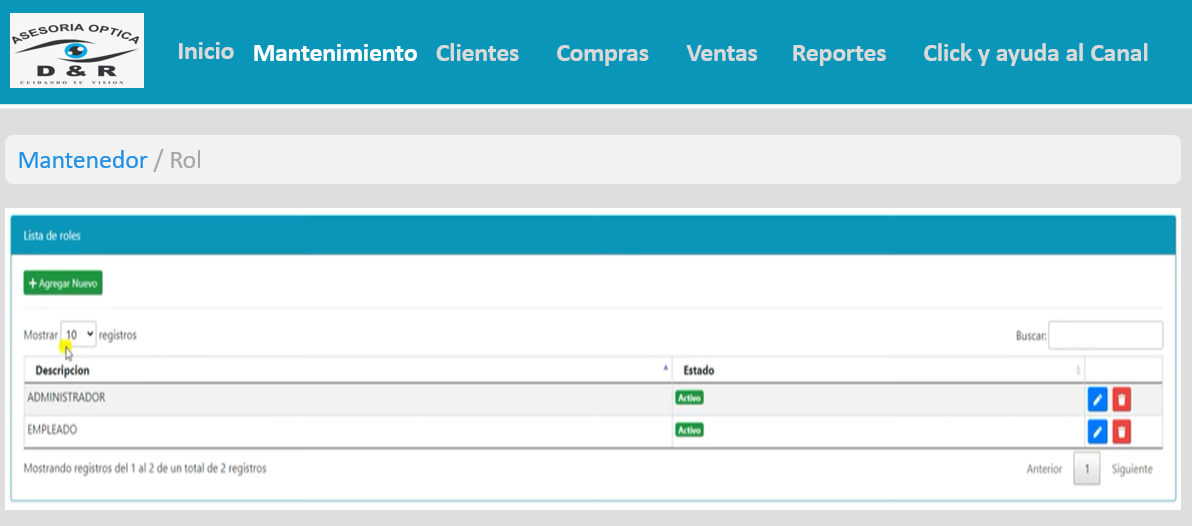 ASESORIA OPTICA
D & R
CUIDANDO TU VISION
Inicio Mantenimiento Clientes Compras Ventas Reportes Click y ayuda al Canal
Mantenedor / Rol
Lista de roles
+ Agregar Nuevo
Mostrar 10 registros Buscar:
Descripcion Estado
ADMINISTRADOR Activo
EMPLEADO Activo
Mostrando registros del 1 al 2 de un total de 2 registros Anterior 1 Siguiente